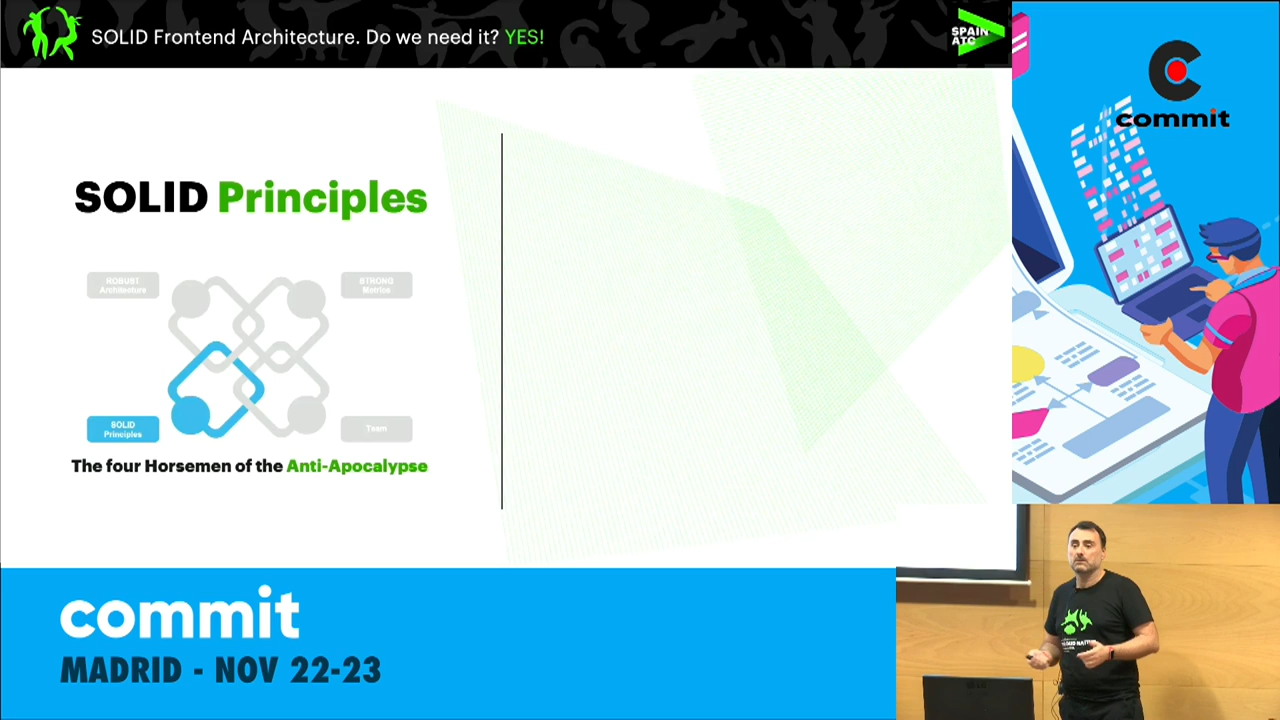 SOLID Frontend Architecture. Do we need it? YES!
SPAIN
ATC
commit
SOLID Principles
ROBUST
Architecture
STRONG
Metrics
SOLID
Principles
Team
The four Horsemen of the Anti-Apocalypse
commit
MADRID - NOV 22-23